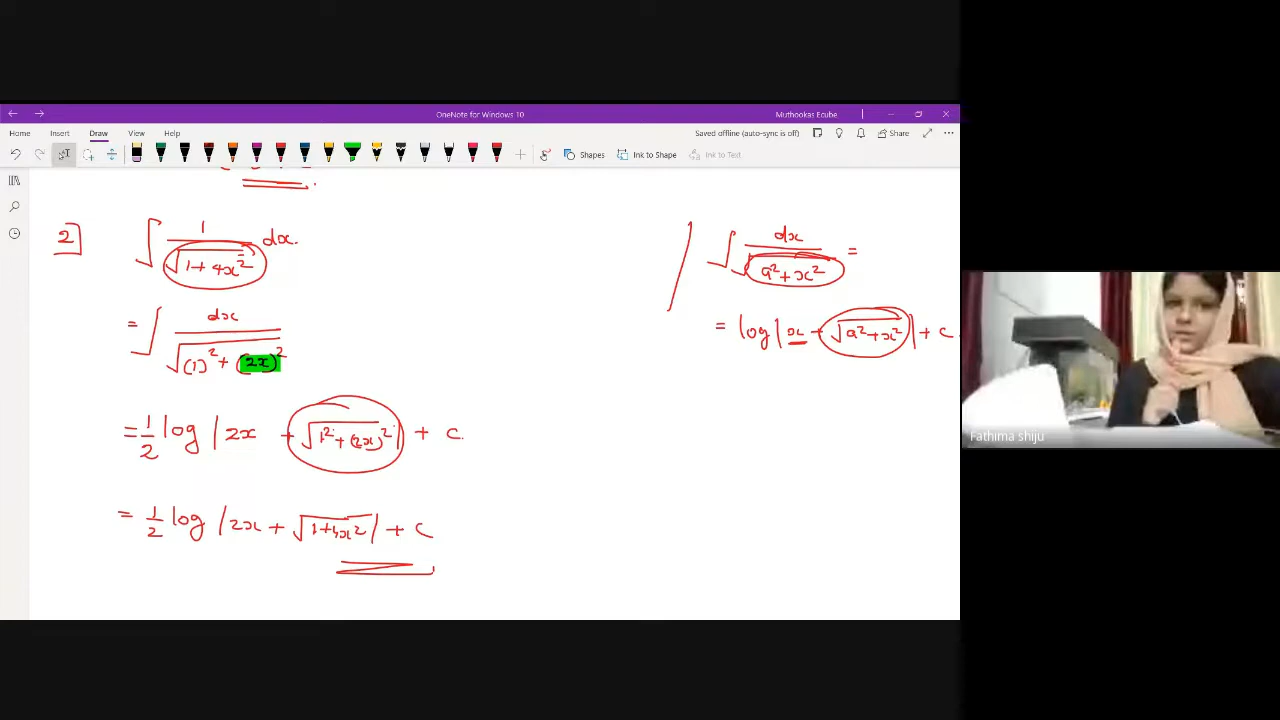 OneNote for Windows 10
Muthookas Ecube
Home Insert Draw View Help
Saved offline (auto-sync is off)
Share
Shapes
Ink to Shape
Ink to Text
2] ∫ 1/√(1+4x²) dx.
= ∫ dx/√((1)²+(2x)²)
= 1/2 log |2x + √(1²+(2x)²)| + c.
= 1/2 log |2x + √(1+4x²)| + c
∫ dx/√(a²+x²) =
= log |x + √(a²+x²)| + c
Fathima shiju